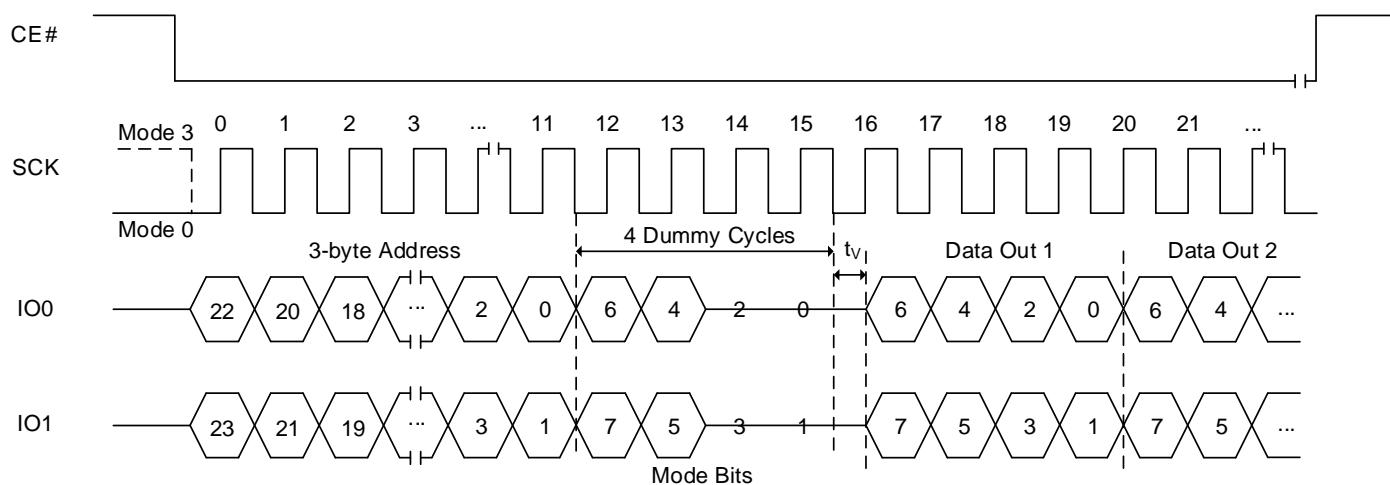 CE#
0 1 2 3 ... 11 12 13 14 15 16 17 18 19 20 21 ...
Mode 3
SCK
Mode 0
3-byte Address 4 Dummy Cycles tV Data Out 1 Data Out 2
IO0 22 20 18 ... 2 0 6 4 2 0 6 4 2 0 6 4 ...
IO1 23 21 19 ... 3 1 7 5 3 1 7 5 3 1 7 5 ...
Mode Bits